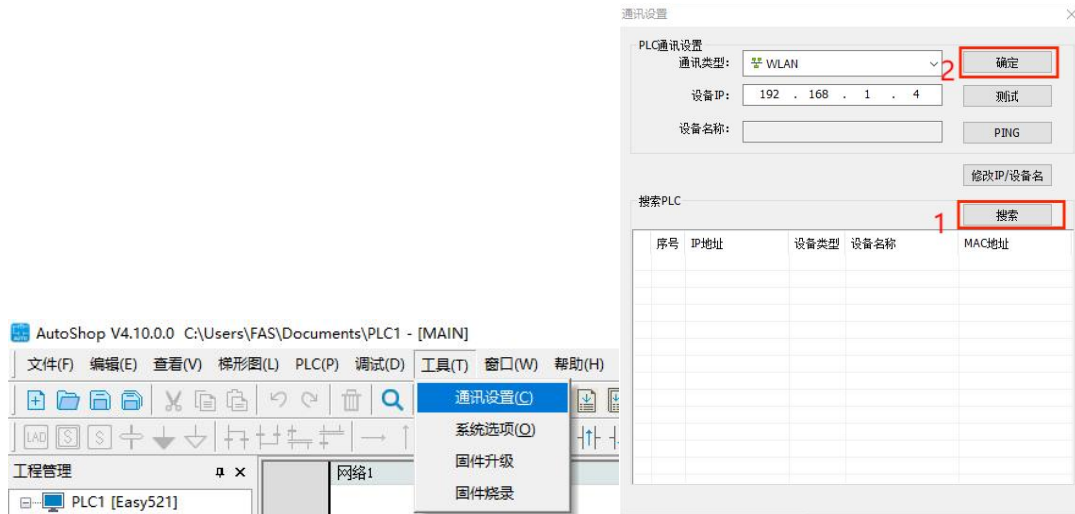 通讯设置
PLC通讯设置
通讯类型:
WLAN
2
确定
设备IP:
192 . 168 . 1 . 4
测试
设备名称:
PING
修改IP/设备名
搜索PLC
1
搜索
序号 IP地址 设备类型 设备名称 MAC地址
AutoShop V4.10.0.0 C:\Users\FAS\Documents\PLC1 - [MAIN]
文件(F) 编辑(E) 查看(V) 梯形图(L) PLC(P) 调试(D) 工具(T) 窗口(W) 帮助(H)
通讯设置(C)
系统选项(O)
固件升级
固件烧录
LAD S S
工程管理
网络1
PLC1 [Easy521]